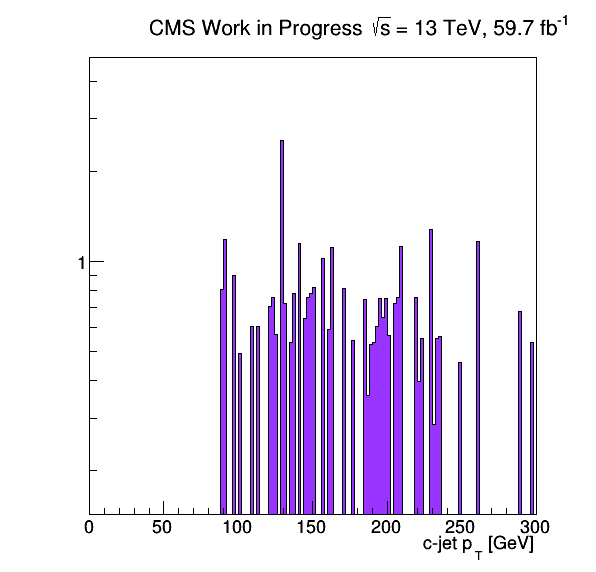 CMS Work in Progress √s = 13 TeV, 59.7 fb⁻¹
1
0 50 100 150 200 250 300
c-jet p_T [GeV]